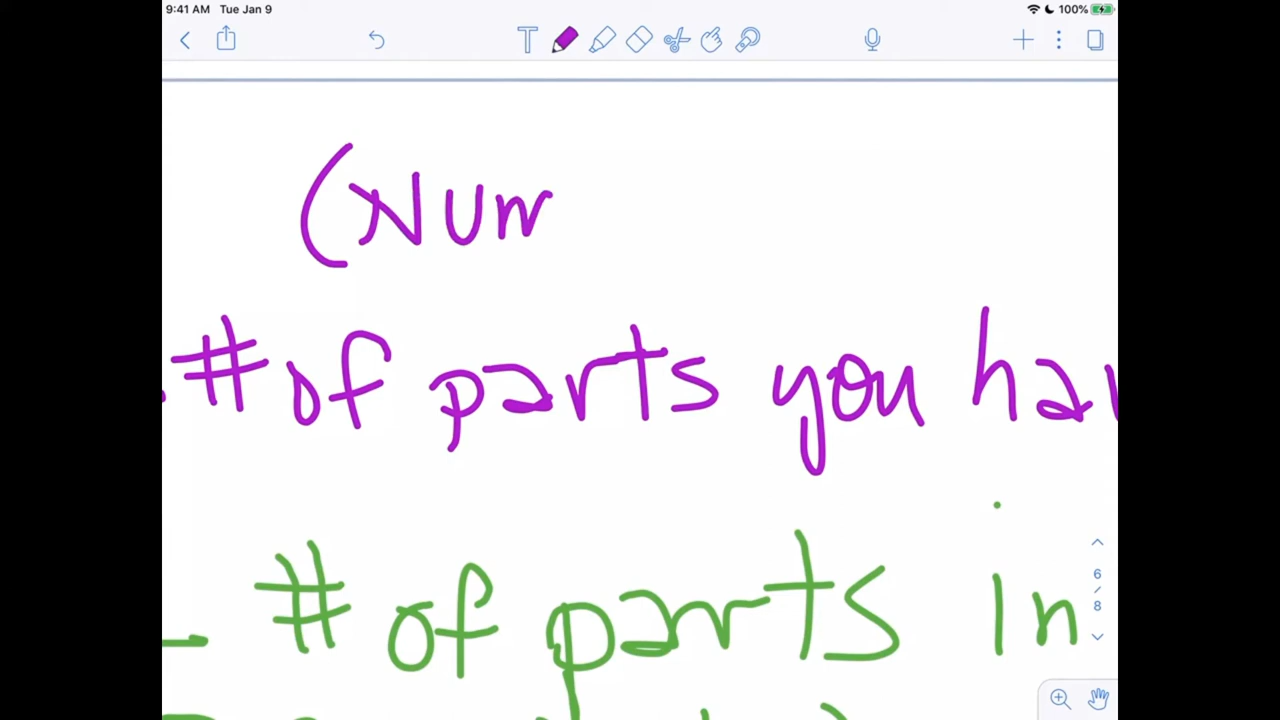 9:41 AM Tue Jan 9
100%
T
(Num
# of parts you ha
# of parts in
6
/
8